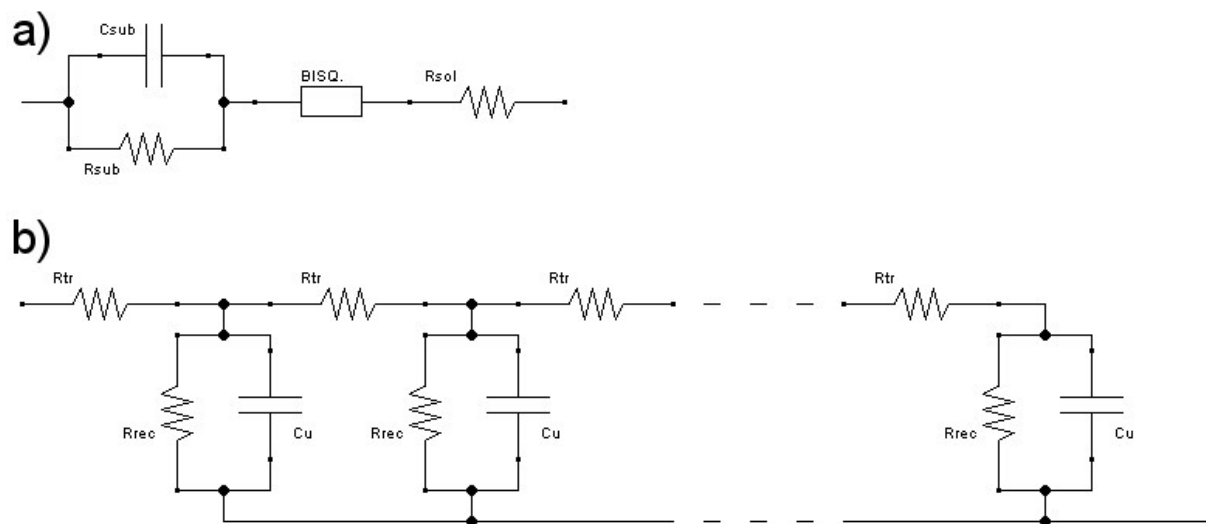 a)
Csub
BISQ.
Rsol
Rsub
b)
Rtr
Rtr
Rtr
Rtr
Rrec
Cu
Rrec
Cu
Rrec
Cu